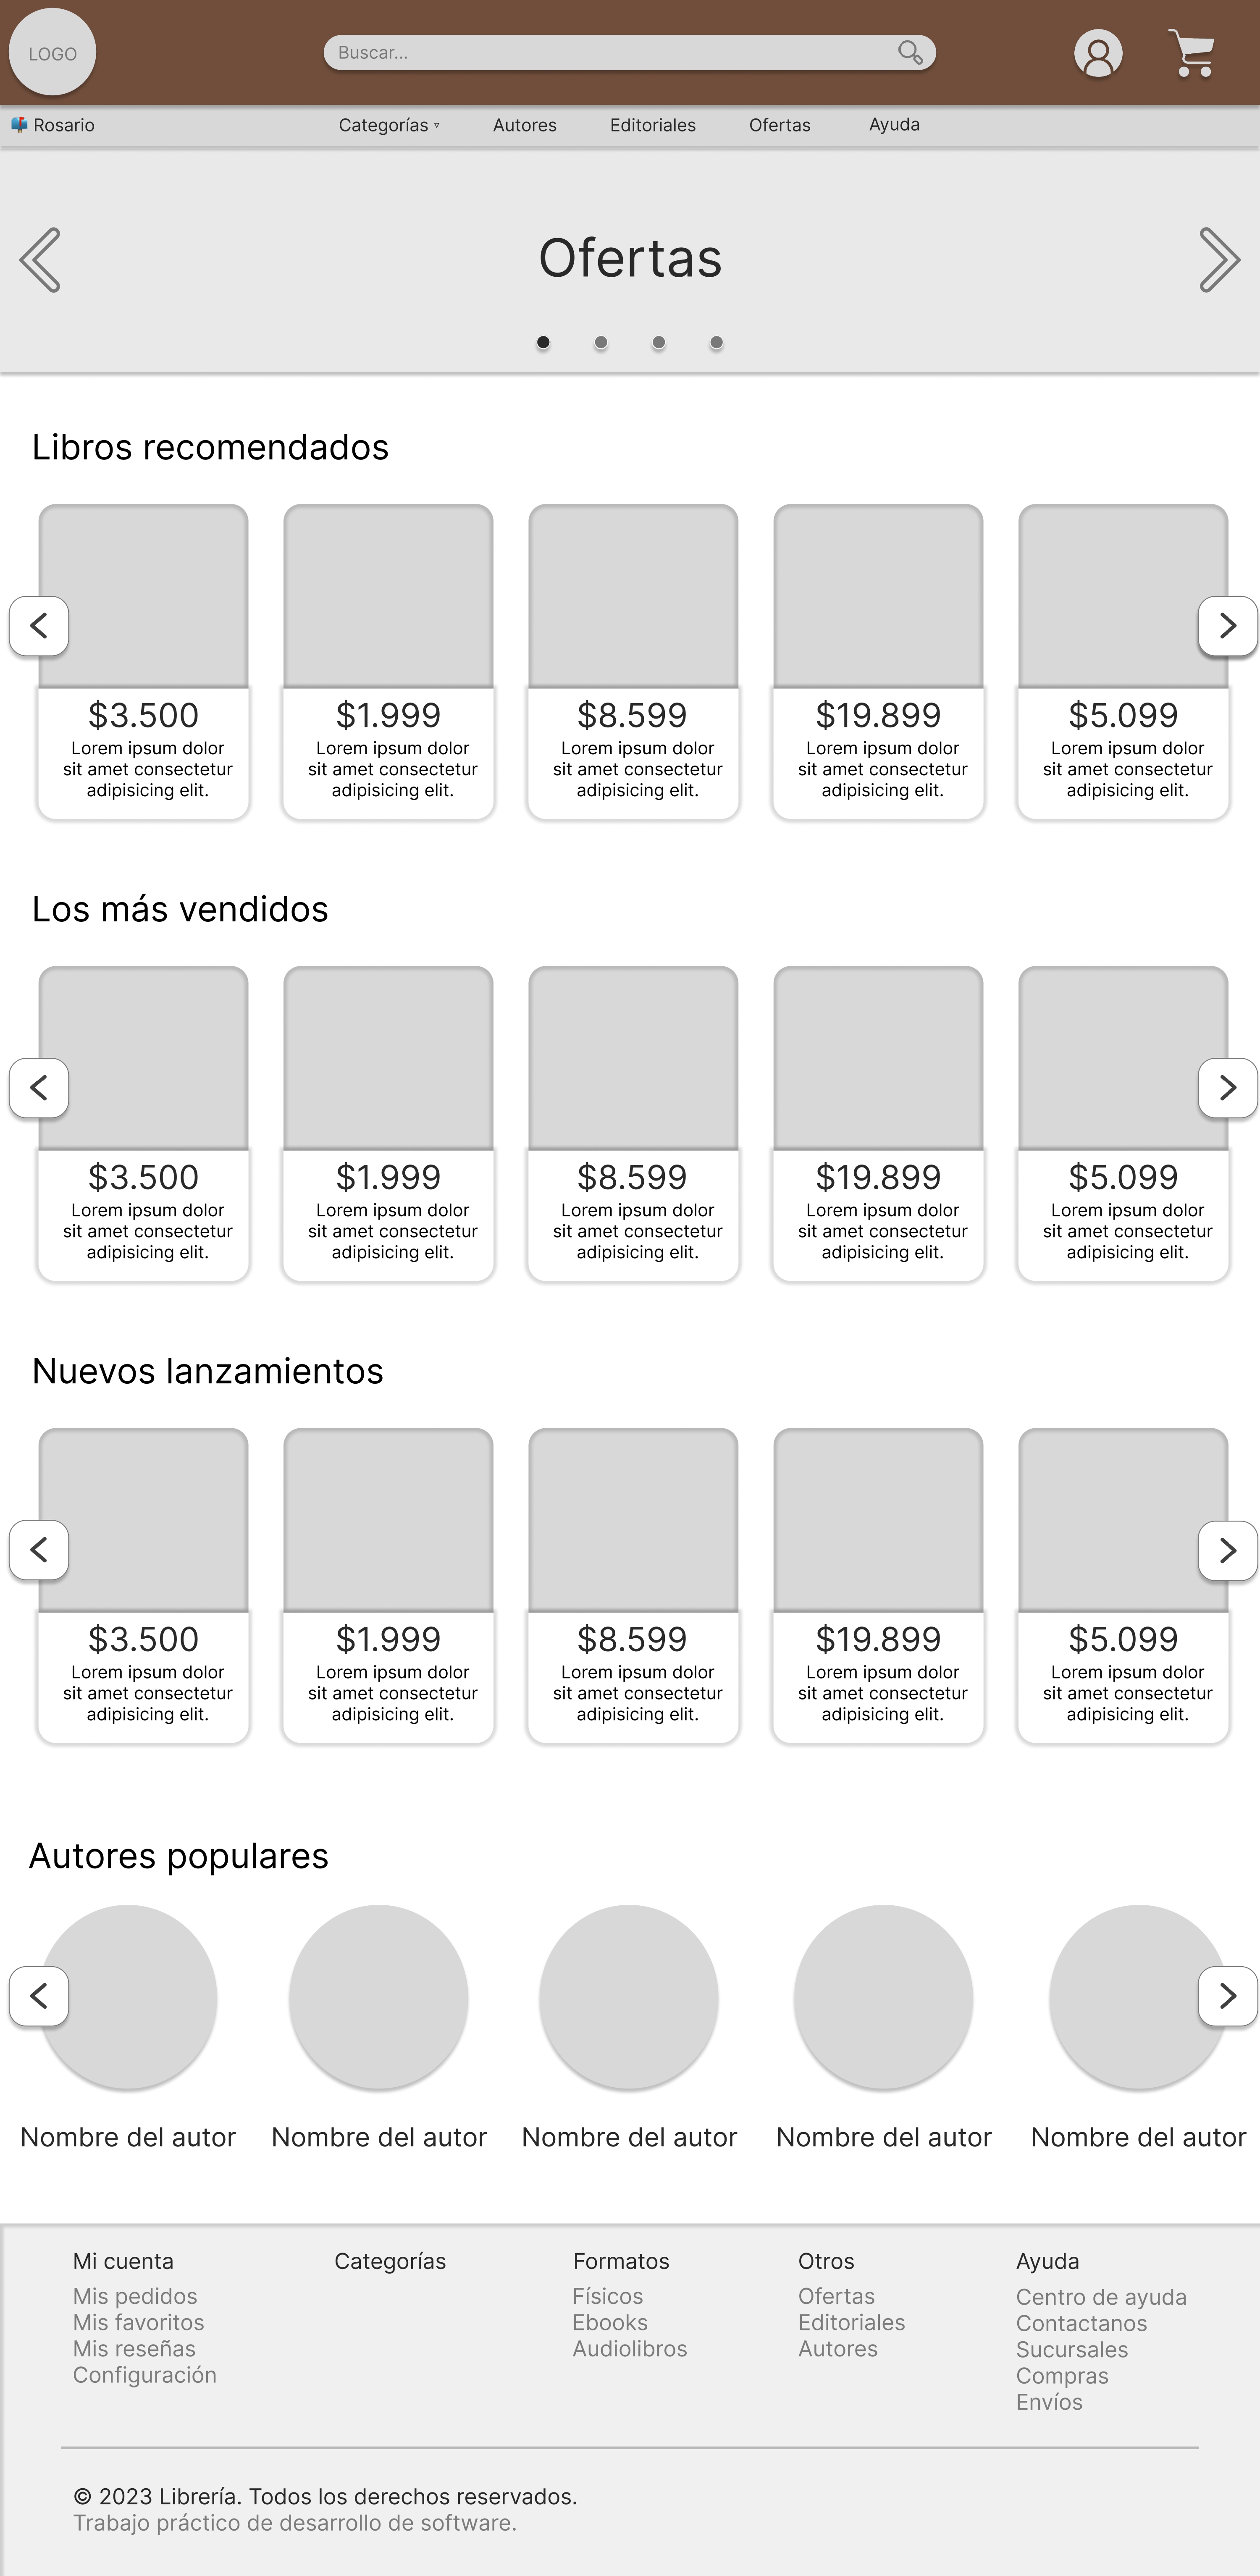 LOGO
Buscar...
Rosario
Categorías ▿ Autores Editoriales Ofertas Ayuda
Ofertas
Libros recomendados
$3.500
Lorem ipsum dolor
sit amet consectetur
adipisicing elit.
$1.999
Lorem ipsum dolor
sit amet consectetur
adipisicing elit.
$8.599
Lorem ipsum dolor
sit amet consectetur
adipisicing elit.
$19.899
Lorem ipsum dolor
sit amet consectetur
adipisicing elit.
$5.099
Lorem ipsum dolor
sit amet consectetur
adipisicing elit.
Los más vendidos
$3.500
Lorem ipsum dolor
sit amet consectetur
adipisicing elit.
$1.999
Lorem ipsum dolor
sit amet consectetur
adipisicing elit.
$8.599
Lorem ipsum dolor
sit amet consectetur
adipisicing elit.
$19.899
Lorem ipsum dolor
sit amet consectetur
adipisicing elit.
$5.099
Lorem ipsum dolor
sit amet consectetur
adipisicing elit.
Nuevos lanzamientos
$3.500
Lorem ipsum dolor
sit amet consectetur
adipisicing elit.
$1.999
Lorem ipsum dolor
sit amet consectetur
adipisicing elit.
$8.599
Lorem ipsum dolor
sit amet consectetur
adipisicing elit.
$19.899
Lorem ipsum dolor
sit amet consectetur
adipisicing elit.
$5.099
Lorem ipsum dolor
sit amet consectetur
adipisicing elit.
Autores populares
Nombre del autor
Nombre del autor
Nombre del autor
Nombre del autor
Nombre del autor
Mi cuenta
Mis pedidos
Mis favoritos
Mis reseñas
Configuración
Categorías
Formatos
Físicos
Ebooks
Audiolibros
Otros
Ofertas
Editoriales
Autores
Ayuda
Centro de ayuda
Contactanos
Sucursales
Compras
Envíos
© 2023 Librería. Todos los derechos reservados.
Trabajo práctico de desarrollo de software.